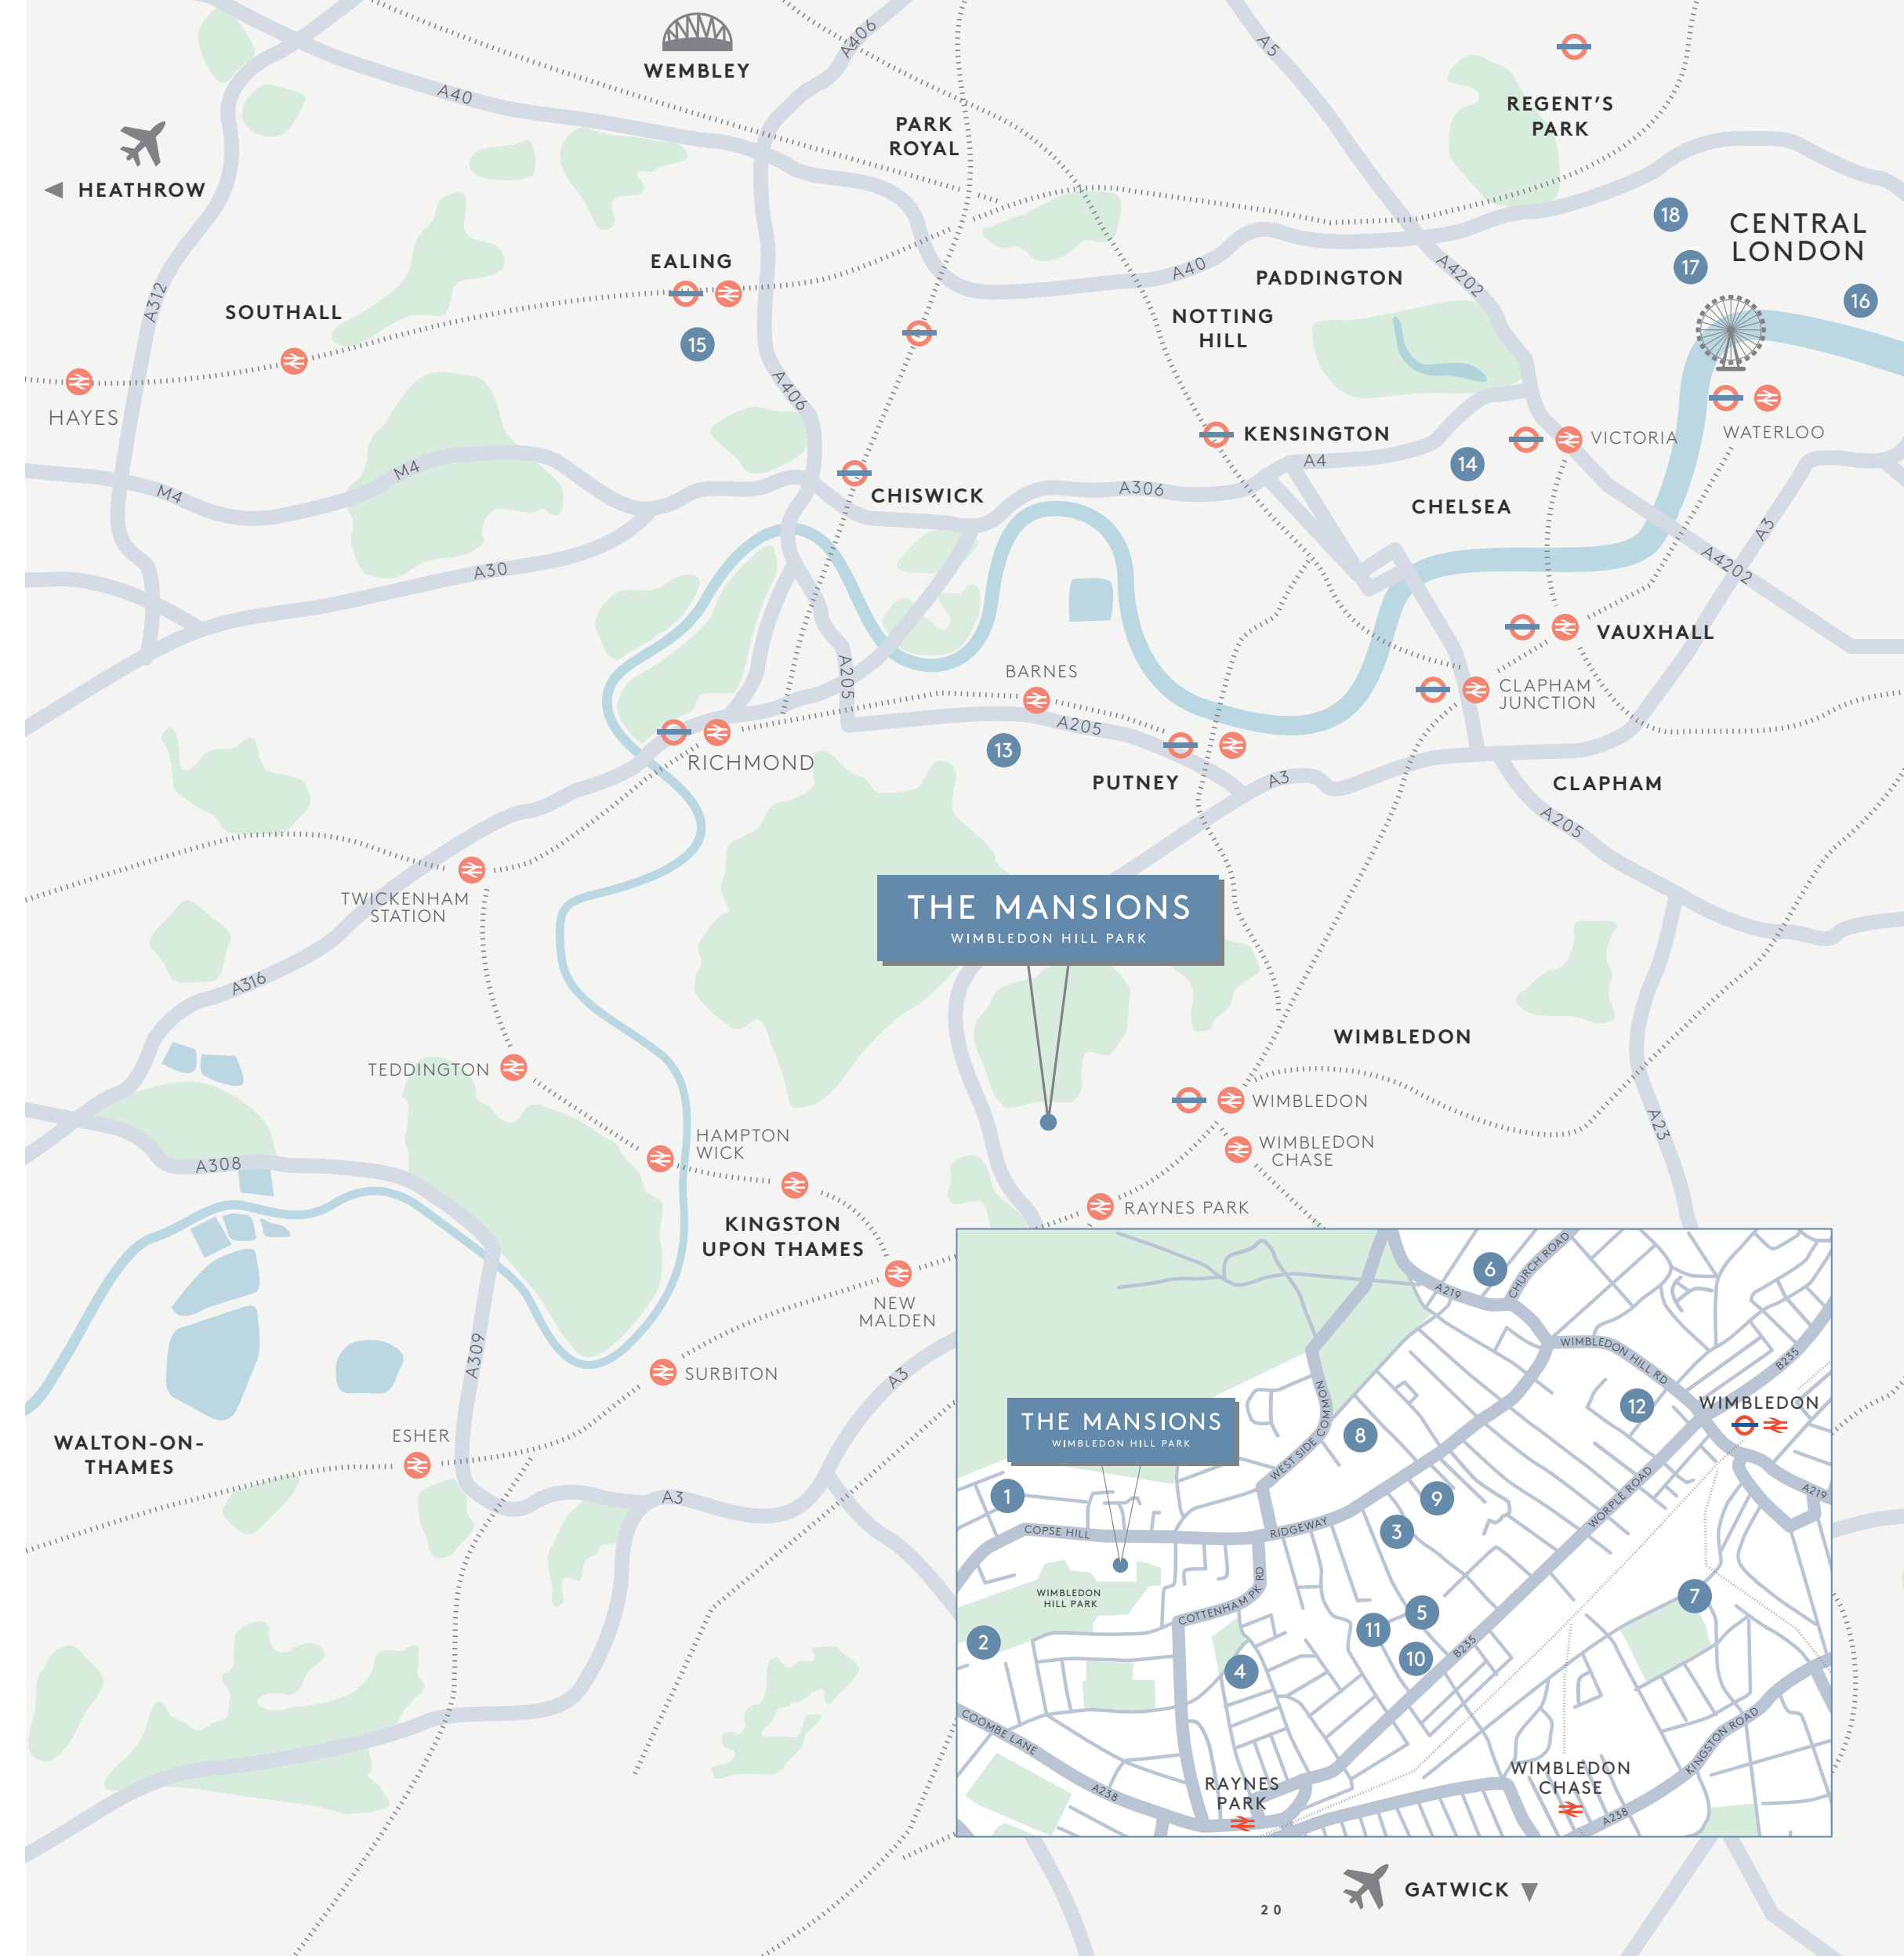 WEMBLEY
A406
A5
REGENT'S
PARK
A40
PARK
ROYAL
HEATHROW
18
CENTRAL
LONDON
17
16
EALING
A40
A4202
PADDINGTON
SOUTHALL
A312
NOTTING
HILL
15
HAYES
A406
KENSINGTON
VICTORIA
WATERLOO
M4
M4
A4
14
CHISWICK
A306
CHELSEA
A3
A30
A4202
VAUXHALL
A205
BARNES
CLAPHAM
JUNCTION
A205
13
RICHMOND
PUTNEY
A3
CLAPHAM
A205
TWICKENHAM
STATION
THE MANSIONS
WIMBLEDON HILL PARK
A316
WIMBLEDON
TEDDINGTON
WIMBLEDON
A23
HAMPTON
WICK
WIMBLEDON
CHASE
A308
RAYNES PARK
KINGSTON
UPON THAMES
NEW
MALDEN
A309
SURBITON
A3
WALTON-ON-
THAMES
ESHER
A3
6
CHURCH ROAD
A219
WIMBLEDON HILL RD
B235
WEST SIDE COMMON
12
WIMBLEDON
THE MANSIONS
WIMBLEDON HILL PARK
8
1
9
WORPLE ROAD
A219
COPSE HILL
RIDGEWAY
3
WIMBLEDON
HILL PARK
COTTENHAM PK RD
7
5
11
2
10
B235
4
COOMBE LANE
KINGSTON ROAD
A238
RAYNES
PARK
WIMBLEDON
CHASE
A238
GATWICK
20